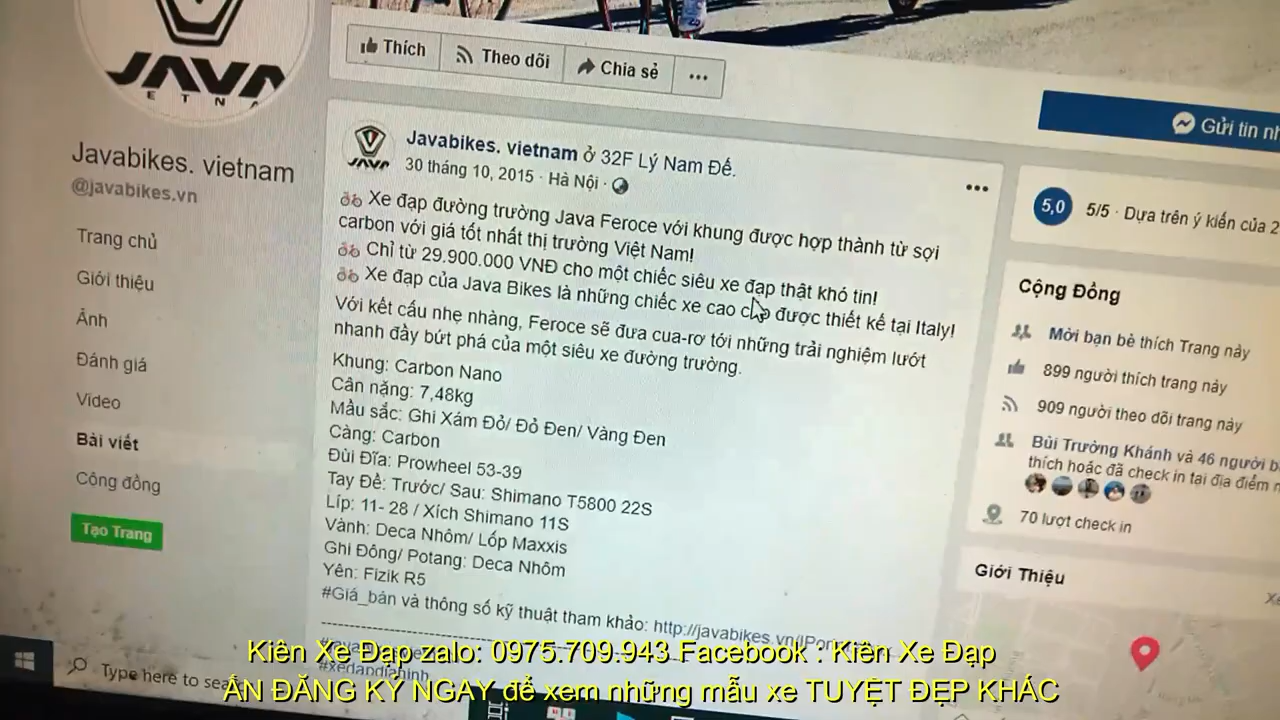 JAVA
E T N A
Javabikes. vietnam
@javabikes.vn
Trang chủ
Giới thiệu
Ảnh
Đánh giá
Video
Bài viết
Cộng đồng
Tạo Trang
Thích
Theo dõi
Chia sẻ
...
Gửi tin
Javabikes. vietnam ở 32F Lý Nam Đế.
30 tháng 10, 2015 · Hà Nội ·
Xe đạp đường trường Java Feroce với khung được hợp thành từ sợi
carbon với giá tốt nhất thị trường Việt Nam!
Chỉ từ 29.900.000 VNĐ cho một chiếc siêu xe đạp thật khó tin!
Xe đạp của Java Bikes là những chiếc xe cao cấp được thiết kế tại Italy!
Với kết cấu nhẹ nhàng, Feroce sẽ đưa cua-rơ tới những trải nghiệm lướt
nhanh đầy bứt phá của một siêu xe đường trường.
Khung: Carbon Nano
Cân nặng: 7,48kg
Mầu sắc: Ghi Xám Đỏ/ Đỏ Đen/ Vàng Đen
Càng: Carbon
Đùi Đĩa: Prowheel 53-39
Tay Đề: Trước/ Sau: Shimano T5800 22S
Líp: 11- 28 / Xích Shimano 11S
Vành: Deca Nhôm/ Lốp Maxxis
Ghi Đông/ Potang: Deca Nhôm
Yên: Fizik R5
#Giá_bán và thông số kỹ thuật tham khảo: http://javabikes.vn/
5,0
5/5 · Dựa trên ý kiến của 2
Cộng Đồng
Mời bạn bè thích Trang này
899 người thích trang này
909 người theo dõi trang này
Bùi Trường Khánh và 46 người
thích hoặc đã check in tại địa điểm
70 lượt check in
Giới Thiệu
Type here to
Kiên Xe Đạp zalo: 0975.709.943 Facebook : Kiên Xe Đạp
ẤN ĐĂNG KÝ NGAY để xem những mẫu xe TUYỆT ĐẸP KHÁC